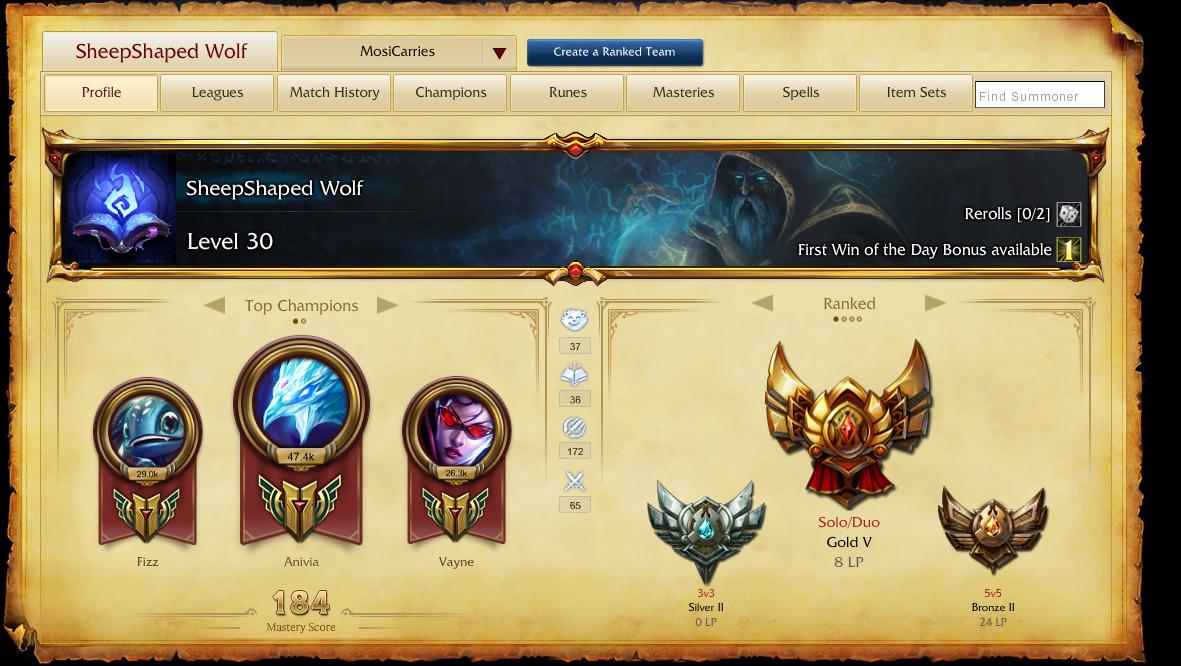 SheepShaped Wolf
MosiCarries
Create a Ranked Team
Profile
Leagues
Match History
Champions
Runes
Masteries
Spells
Item Sets
Find Summoner
SheepShaped Wolf
Level 30
Rerolls [0/2]
First Win of the Day Bonus available
1
Top Champions
29.0k
Fizz
47.4k
Anivia
26.3k
Vayne
184
Mastery Score
37
36
172
65
Ranked
Solo/Duo
Gold V
8 LP
3v3
Silver II
0 LP
5v5
Bronze II
24 LP